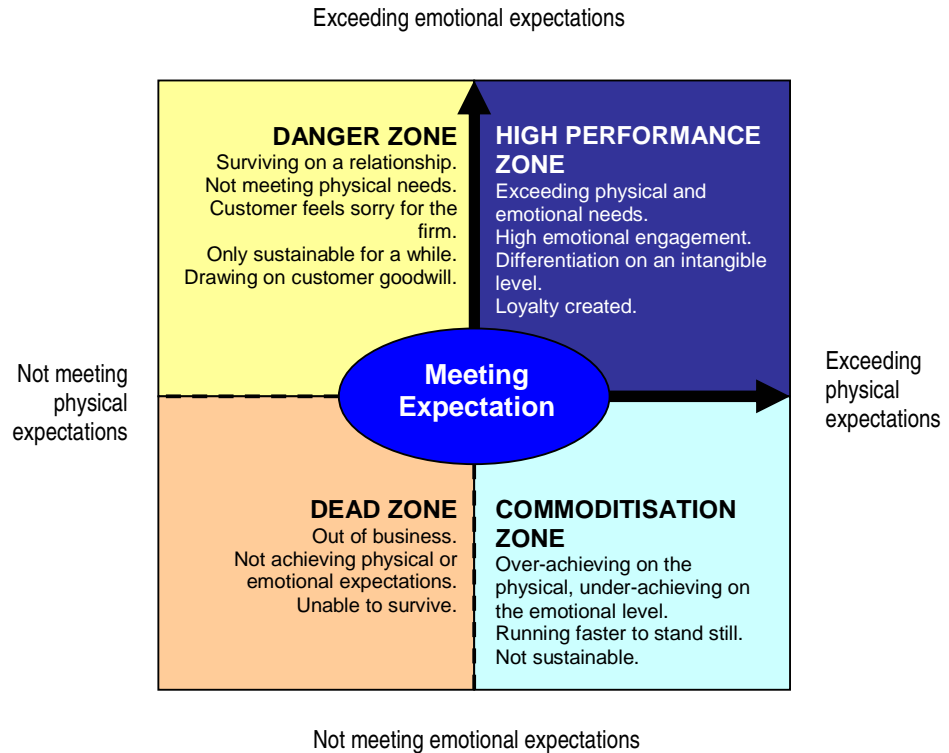 Exceeding emotional expectations
DANGER ZONE
Surviving on a relationship.
Not meeting physical needs.
Customer feels sorry for the
firm.
Only sustainable for a while.
Drawing on customer goodwill.
HIGH PERFORMANCE
ZONE
Exceeding physical and
emotional needs.
High emotional engagement.
Differentiation on an intangible
level.
Loyalty created.
Not meeting
physical
expectations
Meeting
Expectation
Exceeding
physical
expectations
DEAD ZONE
Out of business.
Not achieving physical or
emotional expectations.
Unable to survive.
COMMODITISATION
ZONE
Over-achieving on the
physical, under-achieving on
the emotional level.
Running faster to stand still.
Not sustainable.
Not meeting emotional expectations